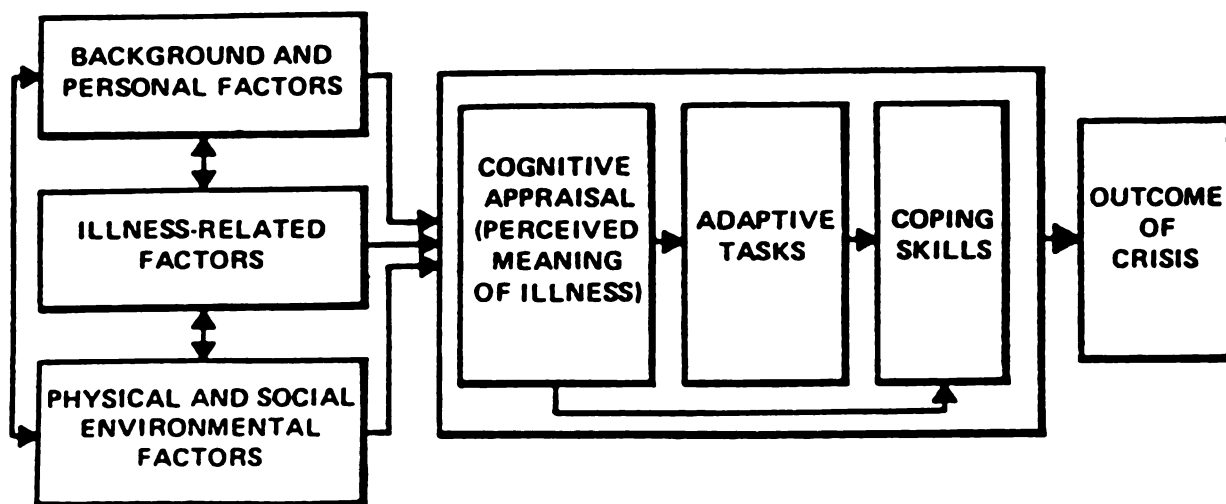 BACKGROUND AND
PERSONAL FACTORS
ILLNESS-RELATED
FACTORS
PHYSICAL AND SOCIAL
ENVIRONMENTAL
FACTORS
COGNITIVE
APPRAISAL
(PERCEIVED
MEANING
OF ILLNESS)
ADAPTIVE
TASKS
COPING
SKILLS
OUTCOME
OF
CRISIS